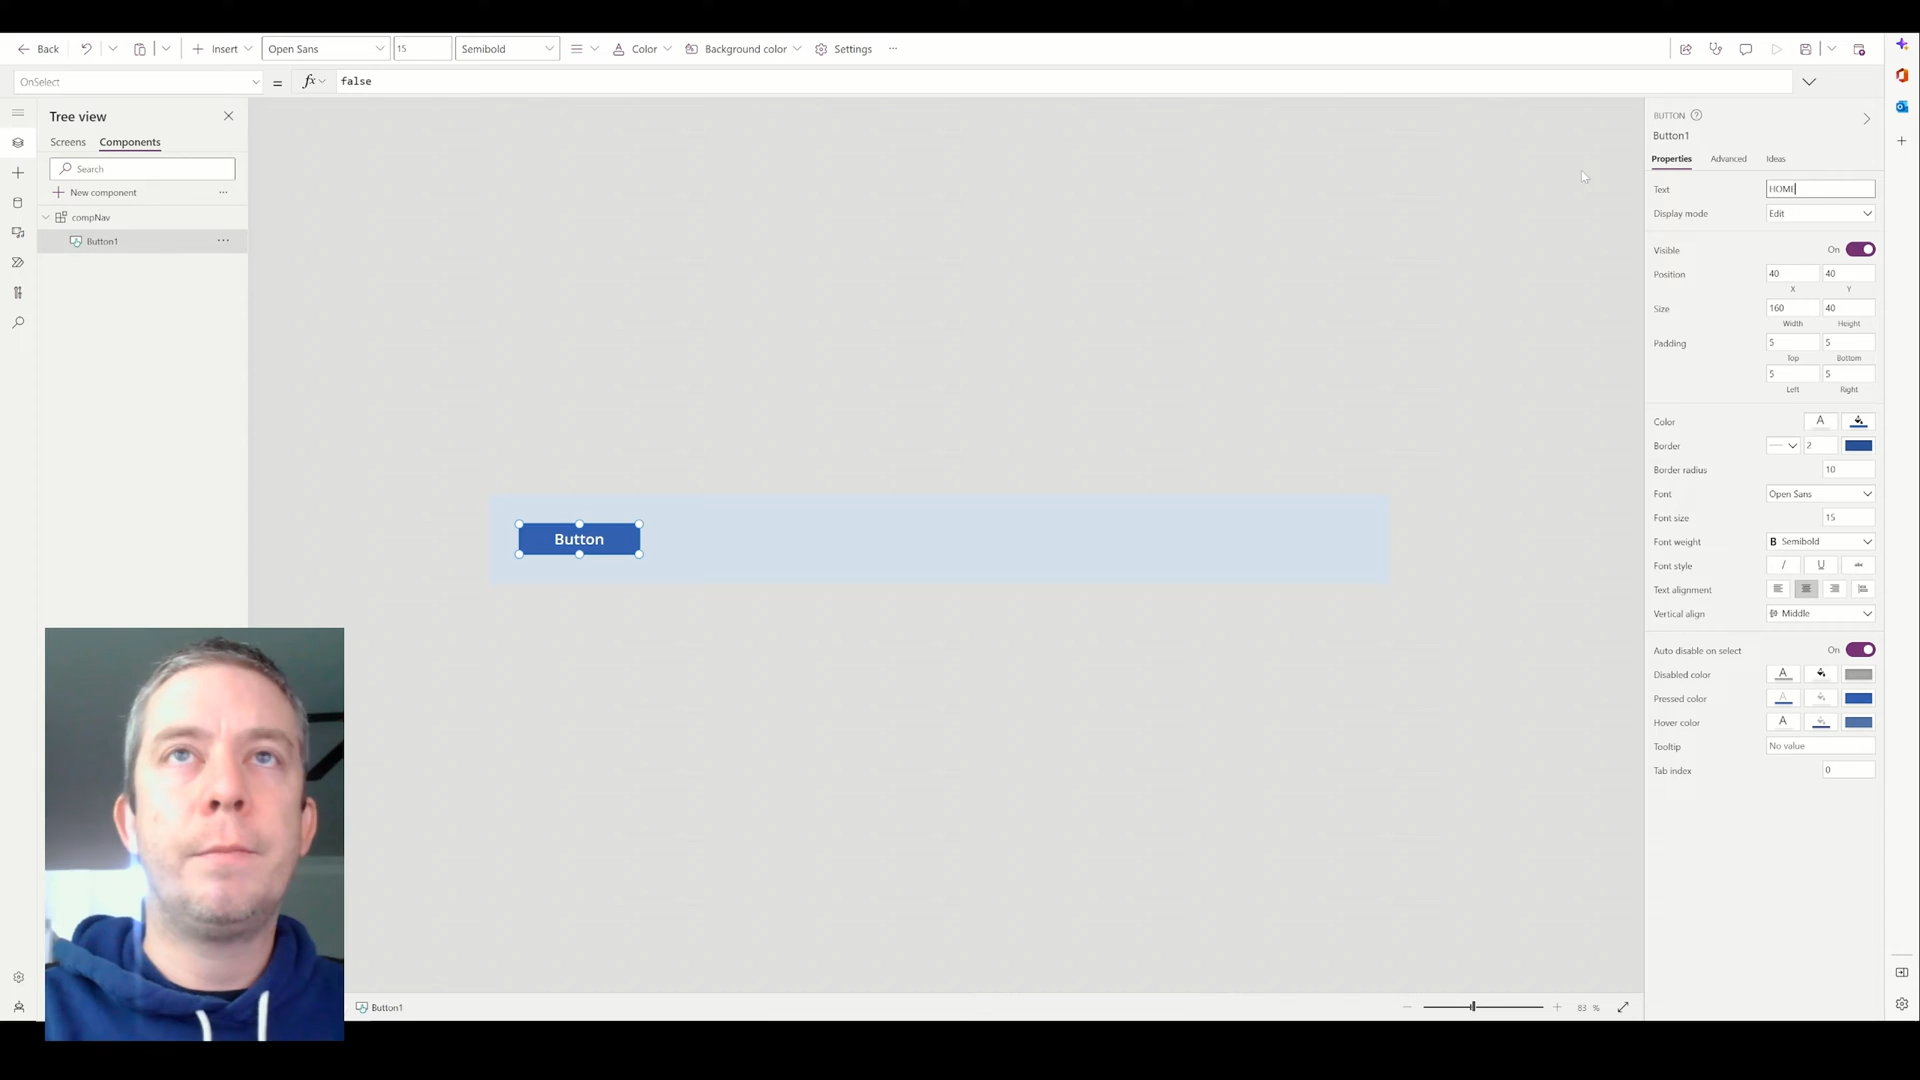 Back
Insert
Open Sans
15
Semibold
Color
Background color
Settings
OnSelect
=
fx
false
Tree view
Screens
Components
Search
New component
compNav
Button1
Button
Button1
83 %
BUTTON
Button1
Properties
Advanced
Ideas
Text
HOME
Display mode
Edit
Visible
On
Position
40
40
X
Y
Size
160
40
Width
Height
Padding
5
5
Top
Bottom
5
5
Left
Right
Color
A
Border
2
Border radius
10
Font
Open Sans
Font size
15
Font weight
B Semibold
Font style
/
U
abc
Text alignment
Vertical align
Middle
Auto disable on select
On
Disabled color
A
Pressed color
A
Hover color
A
Tooltip
No value
Tab index
0